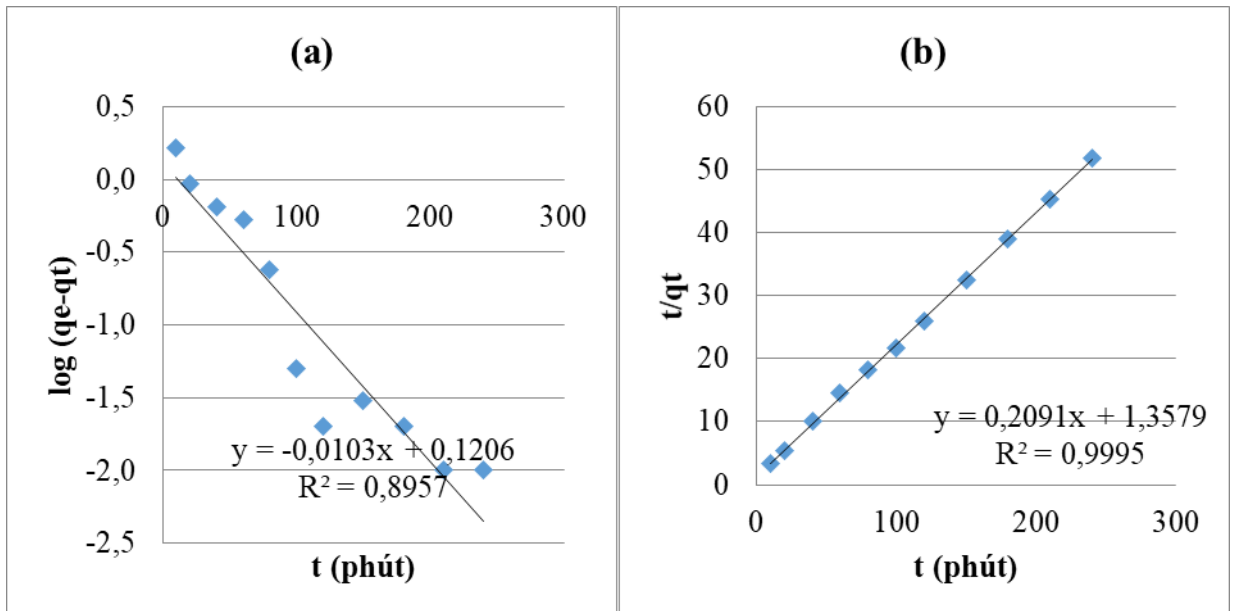 (a)
0,5
0,0
-0,5
-1,0
-1,5
-2,0
-2,5
0
100
200
300
log (qe-qt)
y = -0,0103x + 0,1206
R² = 0,8957
t (phút)
(b)
60
50
40
30
20
10
0
t/qt
y = 0,2091x + 1,3579
R² = 0,9995
0
100
200
300
t (phút)